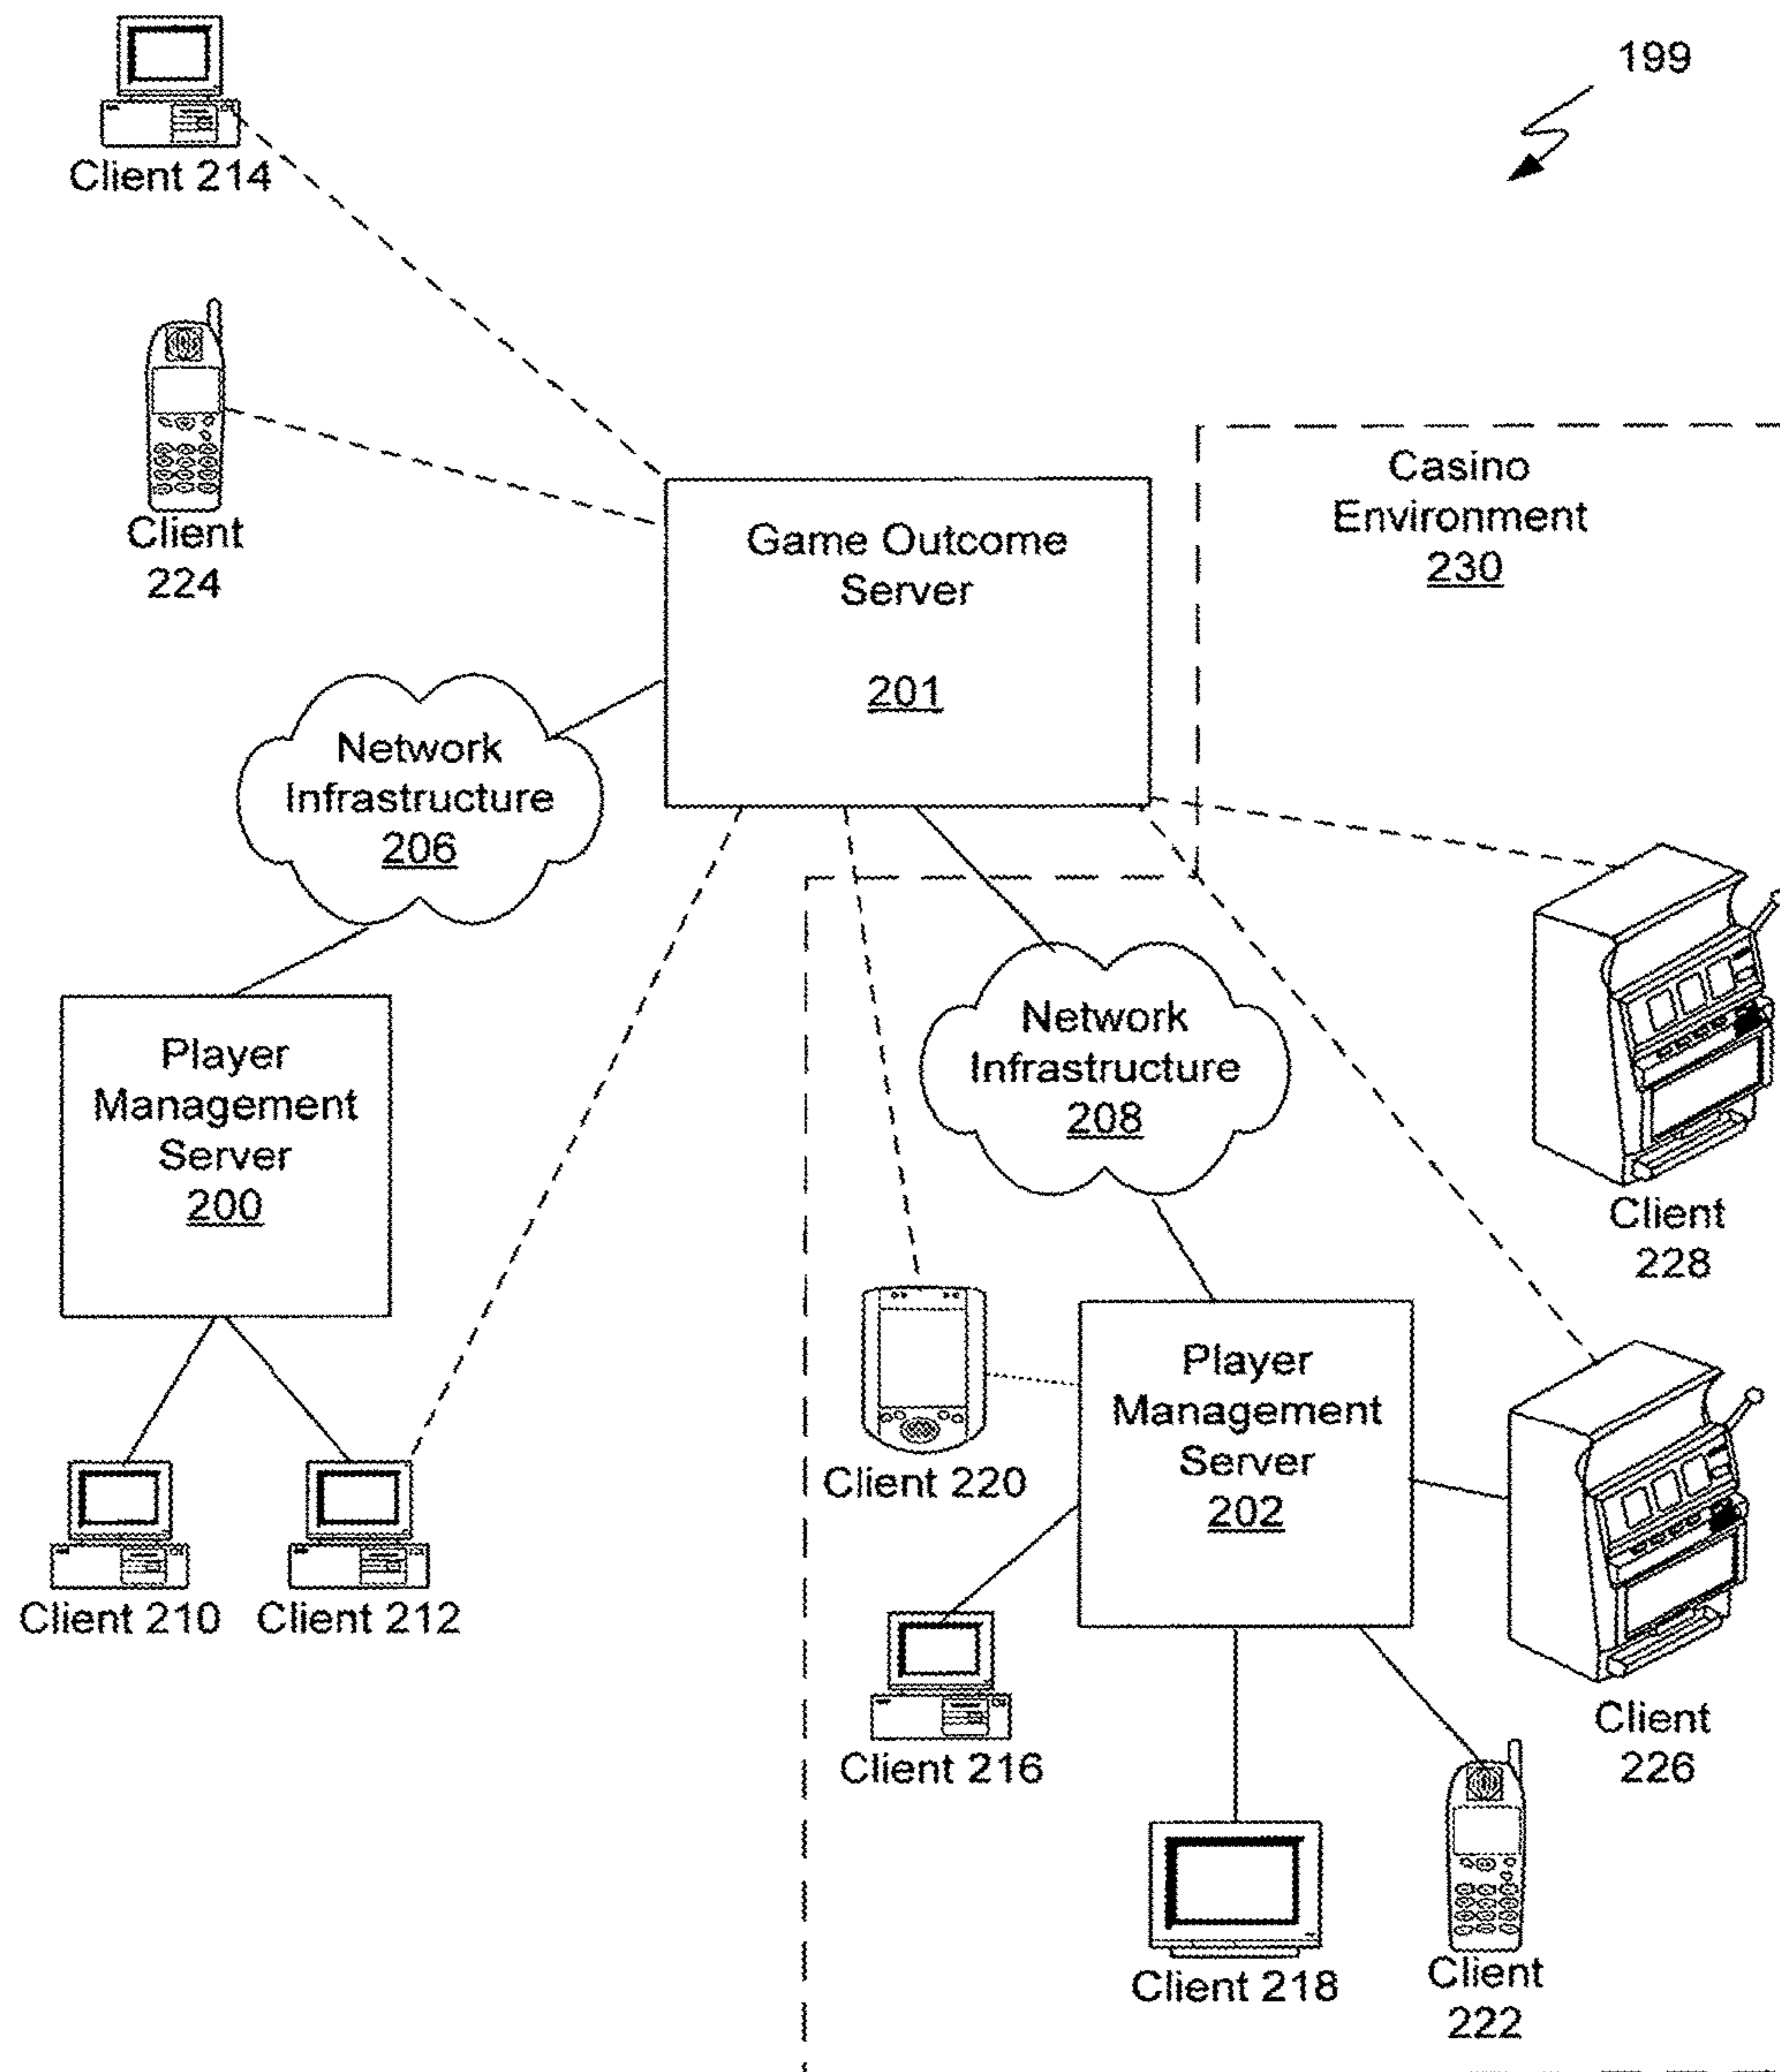 199
Client 214
Client
224
Casino
Environment
230
Game Outcome
Server
201
Network
Infrastructure
206
Network
Infrastructure
208
Player
Management
Server
200
Client
228
Player
Management
Server
202
Client 220
Client 210
Client 212
Client
226
Client 216
Client 218
Client
222